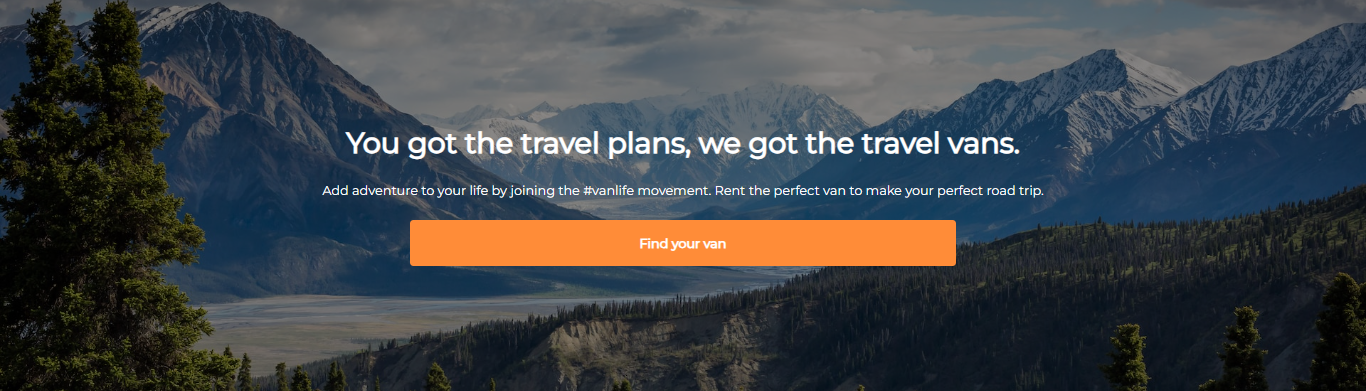 You got the travel plans, we got the travel vans.
Add adventure to your life by joining the #vanlife movement. Rent the perfect van to make your perfect road trip.
Find your van